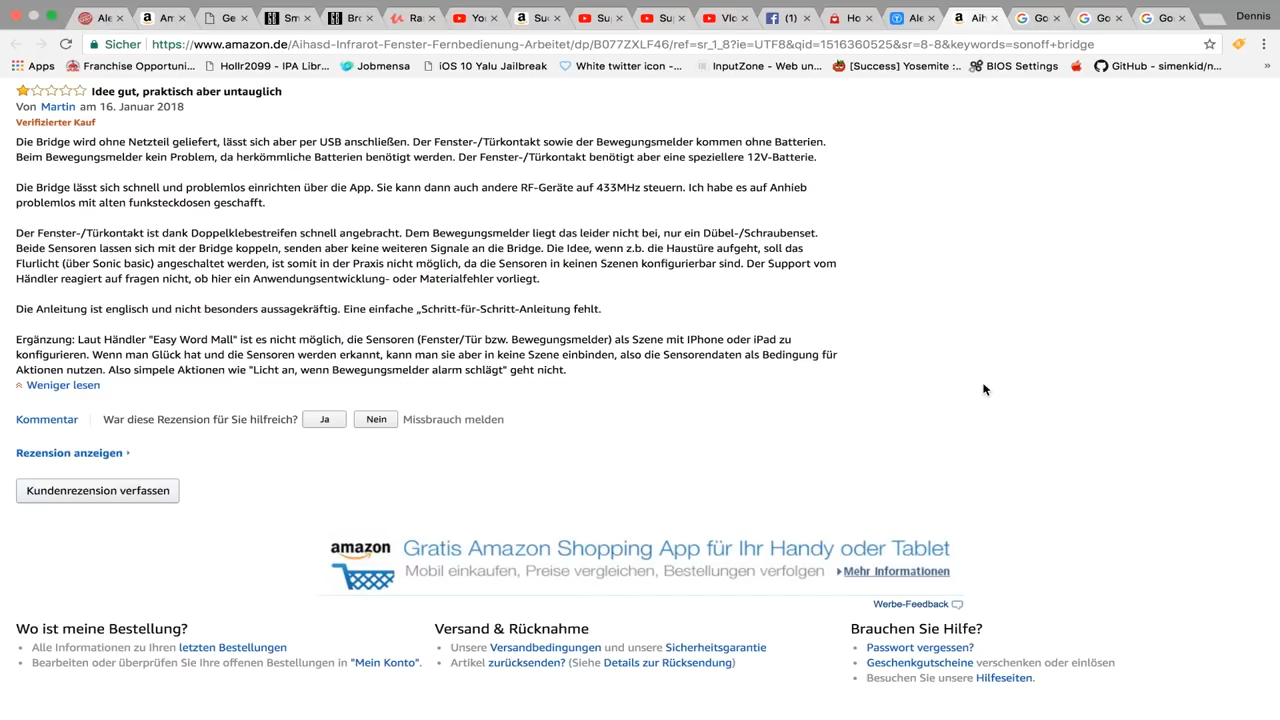 Ale
Am
Ge
Sm
Bro
Ra
Yo
Suc
Sup
Sup
Vlo
(1)
Ho
Ale
Aih
Go
Go
Go
Dennis
Sicher
https://www.amazon.de/Aihasd-Infrarot-Fenster-Fernbedienung-Arbeitet/dp/B077ZXLF46/ref=sr_1_8?ie=UTF8&qid=1516360525&sr=8-8&keywords=sonoff+bridge
Apps Franchise Opportuni... Hollr2099 - IPA Libr... Jobmensa iOS 10 Yalu Jailbreak White twitter icon -... InputZone - Web un... [Success] Yosemite :.. BIOS Settings GitHub - simenkid/n... »
Idee gut, praktisch aber untauglich
Von Martin am 16. Januar 2018
Verifizierter Kauf
Die Bridge wird ohne Netzteil geliefert, lässt sich aber per USB anschließen. Der Fenster-/Türkontakt sowie der Bewegungsmelder kommen ohne Batterien.
Beim Bewegungsmelder kein Problem, da herkömmliche Batterien benötigt werden. Der Fenster-/Türkontakt benötigt aber eine speziellere 12V-Batterie.
Die Bridge lässt sich schnell und problemlos einrichten über die App. Sie kann dann auch andere RF-Geräte auf 433MHz steuern. Ich habe es auf Anhieb
problemlos mit alten funksteckdosen geschafft.
Der Fenster-/Türkontakt ist dank Doppelklebestreifen schnell angebracht. Dem Bewegungsmelder liegt das leider nicht bei, nur ein Dübel-/Schraubenset.
Beide Sensoren lassen sich mit der Bridge koppeln, senden aber keine weiteren Signale an die Bridge. Die Idee, wenn z.b. die Haustüre aufgeht, soll das
Flurlicht (über Sonic basic) angeschaltet werden, ist somit in der Praxis nicht möglich, da die Sensoren in keinen Szenen konfigurierbar sind. Der Support vom
Händler reagiert auf fragen nicht, ob hier ein Anwendungsentwicklung- oder Materialfehler vorliegt.
Die Anleitung ist englisch und nicht besonders aussagekräftig. Eine einfache „Schritt-für-Schritt-Anleitung fehlt.
Ergänzung: Laut Händler "Easy Word Mall" ist es nicht möglich, die Sensoren (Fenster/Tür bzw. Bewegungsmelder) als Szene mit IPhone oder iPad zu
konfigurieren. Wenn man Glück hat und die Sensoren werden erkannt, kann man sie aber in keine Szene einbinden, also die Sensorendaten als Bedingung für
Aktionen nutzen. Also simpele Aktionen wie "Licht an, wenn Bewegungsmelder alarm schlägt" geht nicht.
Weniger lesen
Kommentar War diese Rezension für Sie hilfreich? Ja Nein Missbrauch melden
Rezension anzeigen ›
Kundenrezension verfassen
amazon Gratis Amazon Shopping App für Ihr Handy oder Tablet
Mobil einkaufen, Preise vergleichen, Bestellungen verfolgen Mehr Informationen
Werbe-Feedback
Wo ist meine Bestellung?
• Alle Informationen zu Ihren letzten Bestellungen
• Bearbeiten oder überprüfen Sie Ihre offenen Bestellungen in "Mein Konto".
Versand & Rücknahme
• Unsere Versandbedingungen und unsere Sicherheitsgarantie
• Artikel zurücksenden? (Siehe Details zur Rücksendung)
Brauchen Sie Hilfe?
• Passwort vergessen?
• Geschenkgutscheine verschenken oder einlösen
• Besuchen Sie unsere Hilfeseiten.